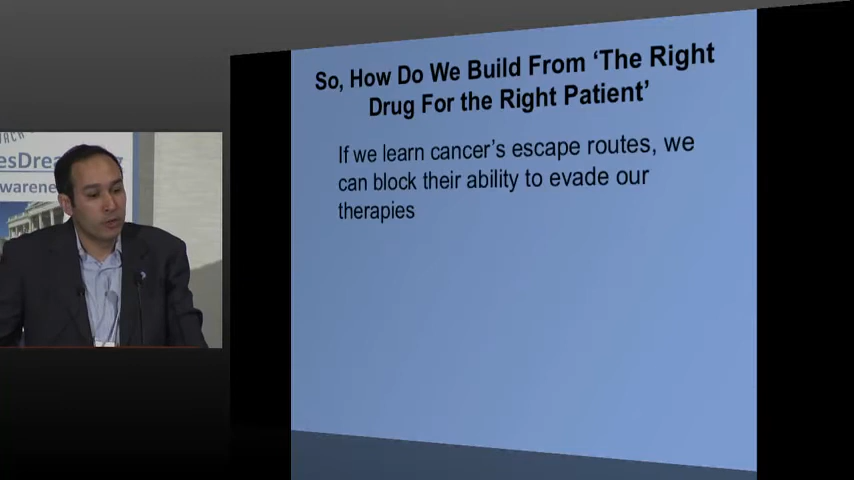 So, How Do We Build From ‘The Right
Drug For the Right Patient’
If we learn cancer’s escape routes, we
can block their ability to evade our
therapies